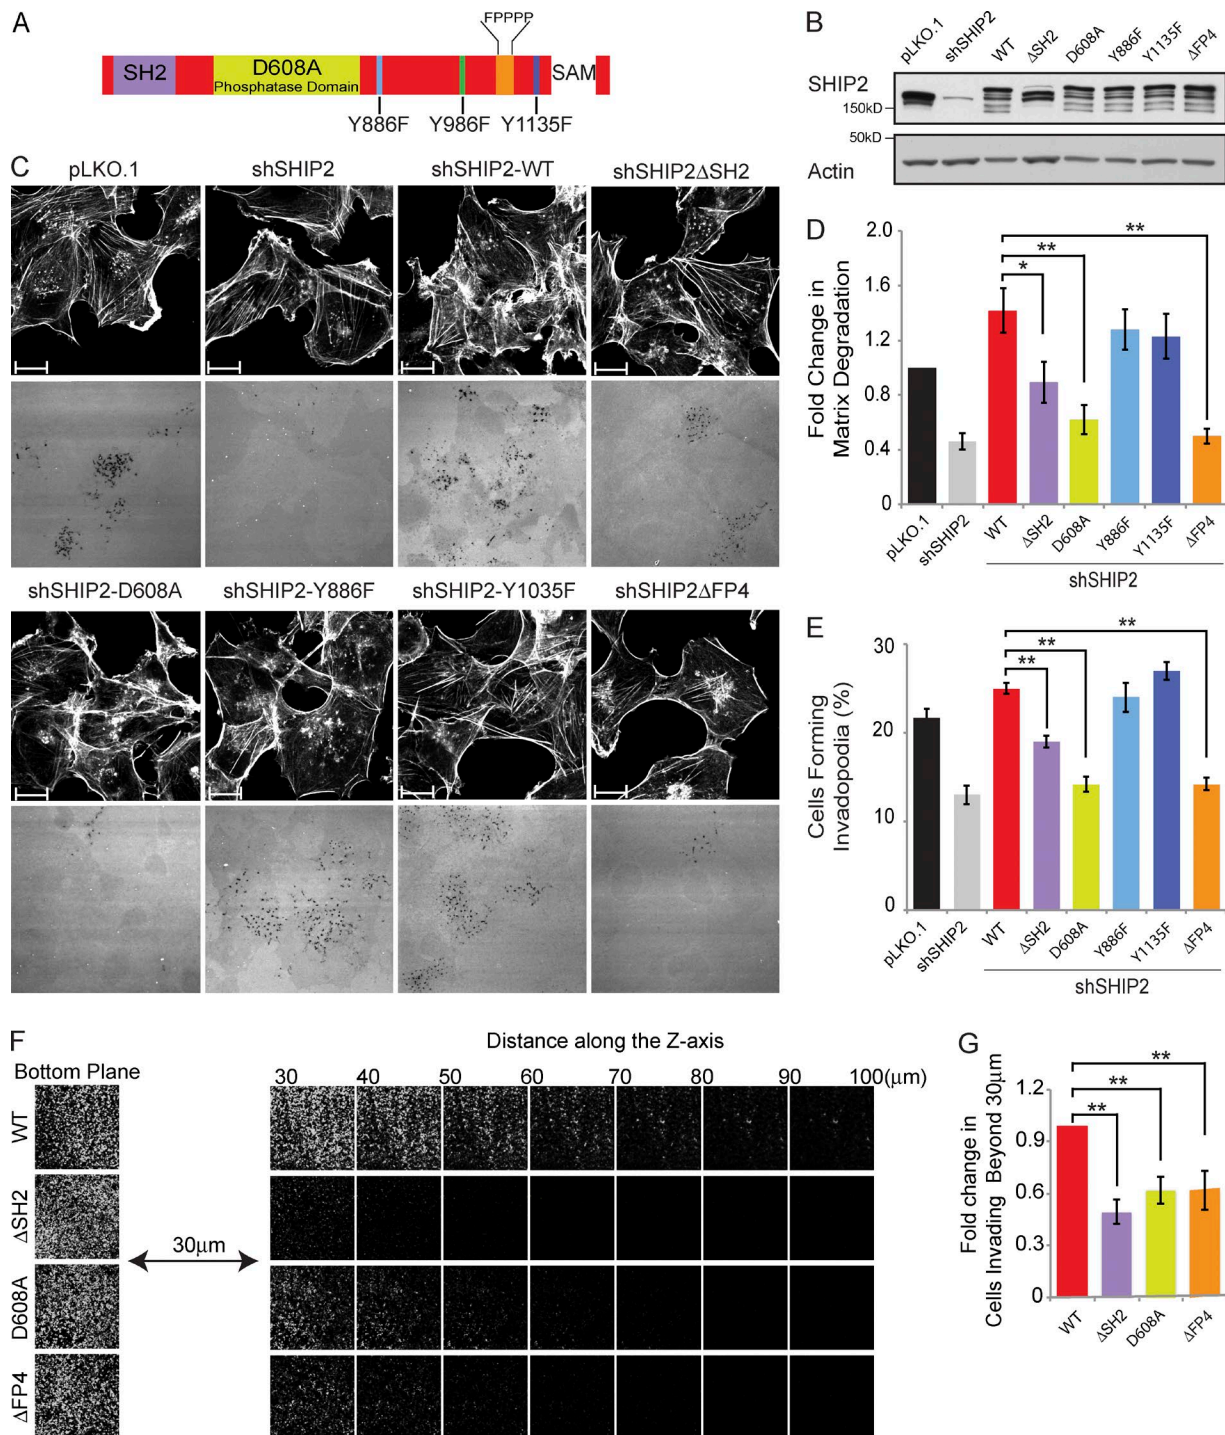 A
FPPPP
SH2
D608A
Phosphatase Domain
SAM
Y886F
Y986F
Y1135F
B
pLKO.1
shSHIP2
WT
ΔSH2
D608A
Y886F
Y1135F
ΔFP4
SHIP2
150kD
50kD
Actin
C
pLKO.1
shSHIP2
shSHIP2-WT
shSHIP2ΔSH2
shSHIP2-D608A
shSHIP2-Y886F
shSHIP2-Y1035F
shSHIP2ΔFP4
D
Fold Change in
Matrix Degradation
2.0
1.6
1.2
0.8
0.4
0
**
**
*
pLKO.1
shSHIP2
WT
ΔSH2
D608A
Y886F
Y1135F
ΔFP4
shSHIP2
E
Cells Forming
Invadopodia (%)
30
20
10
0
**
**
**
pLKO.1
shSHIP2
WT
ΔSH2
D608A
Y886F
Y1135F
ΔFP4
shSHIP2
F
Distance along the Z-axis
Bottom Plane
30 40 50 60 70 80 90 100(μm)
WT
ΔSH2
D608A
ΔFP4
30μm
G
Fold change in
Cells Invading Beyond 30μm
1.2
0.9
0.6
0.3
0
**
**
**
WT
ΔSH2
D608A
ΔFP4